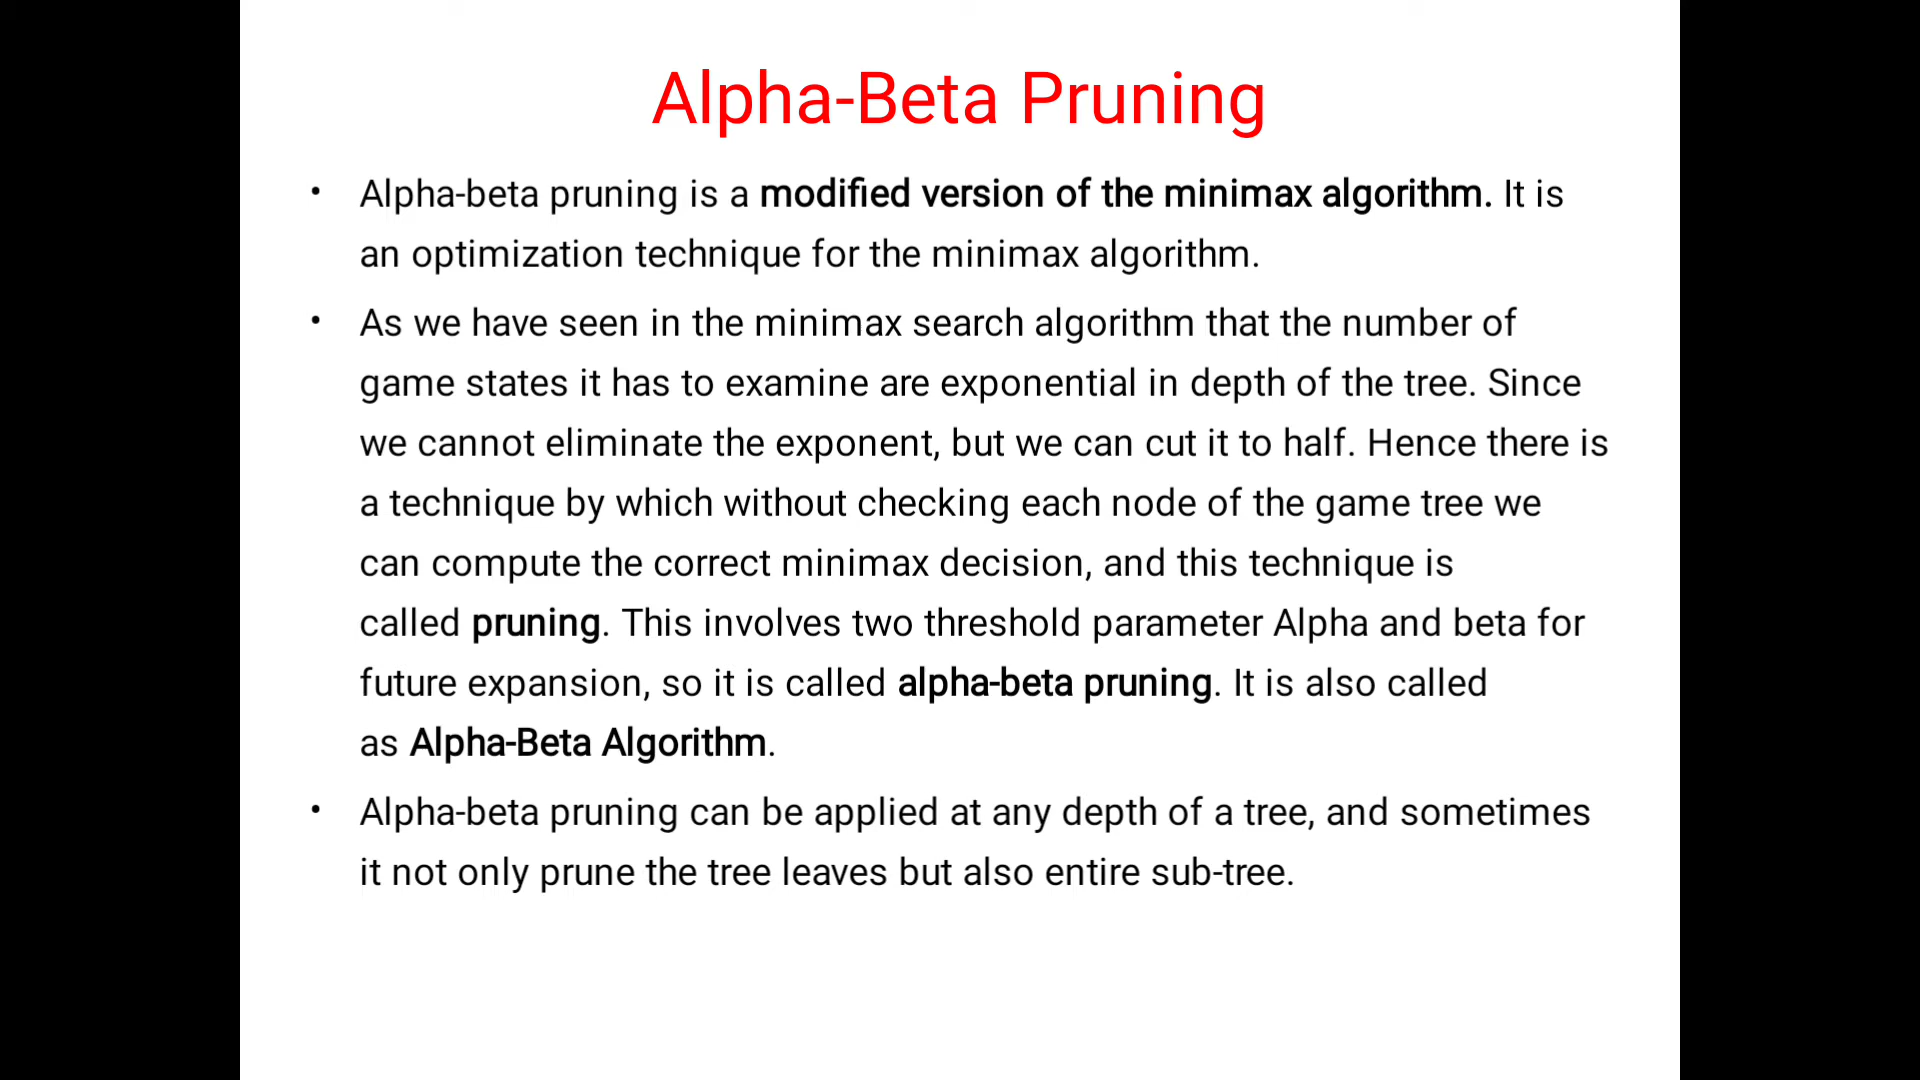 Alpha-Beta Pruning
• Alpha-beta pruning is a modified version of the minimax algorithm. It is
an optimization technique for the minimax algorithm.
• As we have seen in the minimax search algorithm that the number of
game states it has to examine are exponential in depth of the tree. Since
we cannot eliminate the exponent, but we can cut it to half. Hence there is
a technique by which without checking each node of the game tree we
can compute the correct minimax decision, and this technique is
called pruning. This involves two threshold parameter Alpha and beta for
future expansion, so it is called alpha-beta pruning. It is also called
as Alpha-Beta Algorithm.
• Alpha-beta pruning can be applied at any depth of a tree, and sometimes
it not only prune the tree leaves but also entire sub-tree.